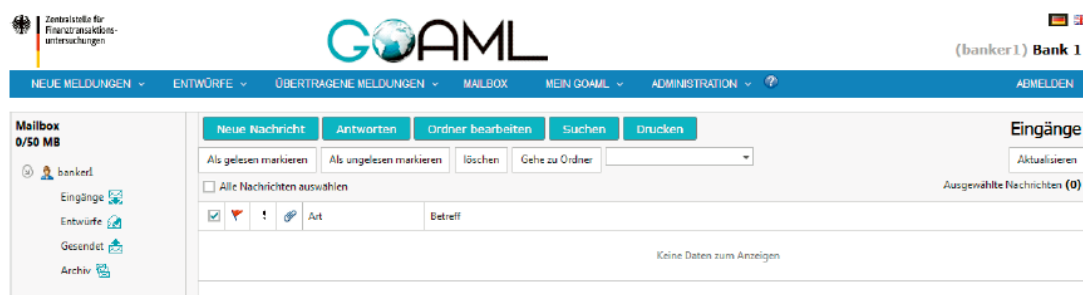 Zentralstelle für
Finanztransaktions-
untersuchungen
GOAML
(banker1) Bank 1
NEUE MELDUNGEN ENTWÜRFE ÜBERTRAGENE MELDUNGEN MAILBOX MEIN GOAML ADMINISTRATION ? ABMELDEN
Mailbox
0/50 MB
banker1
Eingänge
Entwürfe
Gesendet
Archiv
Neue Nachricht Antworten Ordner bearbeiten Suchen Drucken Eingänge
Als gelesen markieren Als ungelesen markieren löschen Gehe zu Ordner Aktualisieren
Alle Nachrichten auswählen Ausgewählte Nachrichten (0)
! Art Betreff
Keine Daten zum Anzeigen